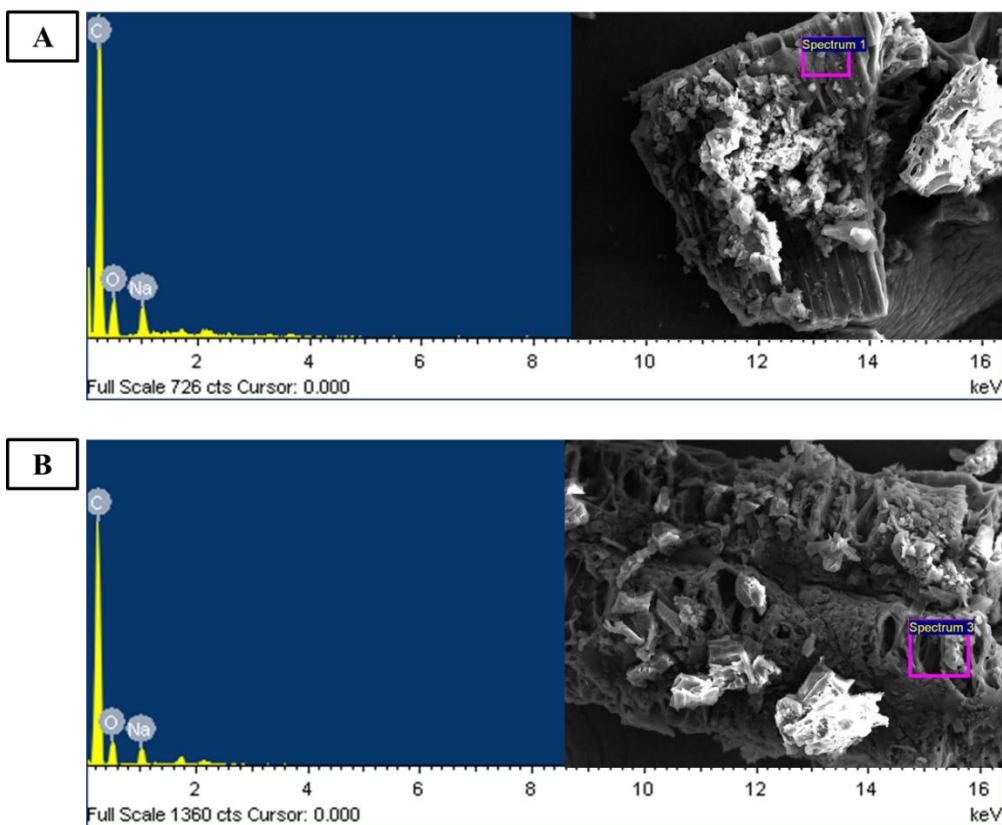 A
C
Spectrum 1
O
Na
2 4 6 8 10 12 14 16
Full Scale 726 cts Cursor: 0.000 keV
B
C
Spectrum 3
O
Na
2 4 6 8 10 12 14 16
Full Scale 1360 cts Cursor: 0.000 keV